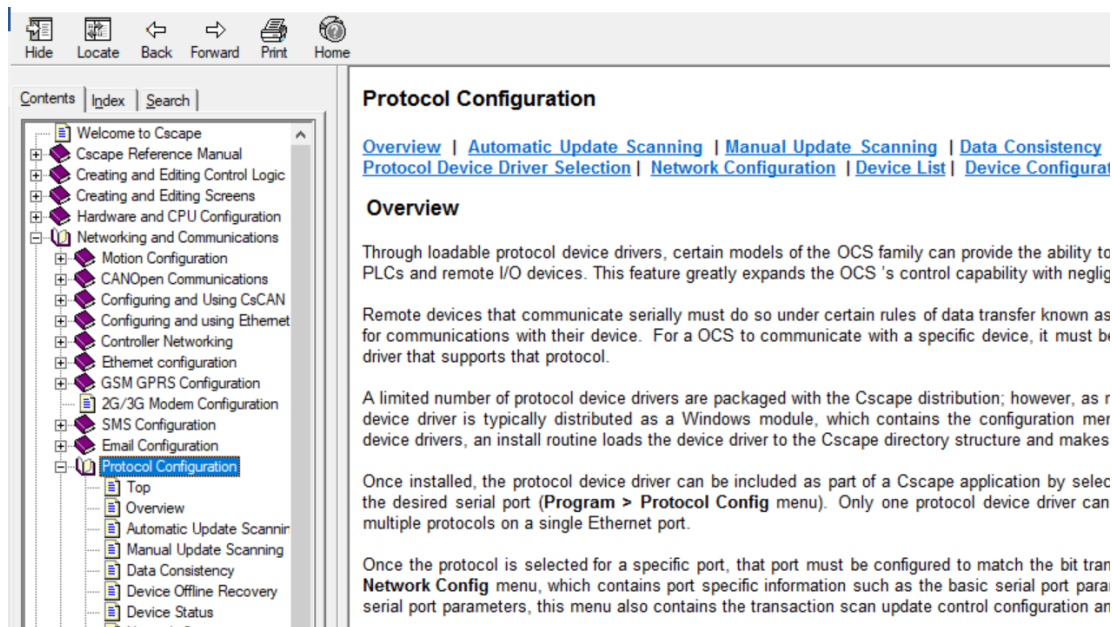 Hide Locate Back Forward Print Home
Contents Index Search
Welcome to Cscape
Cscape Reference Manual
Creating and Editing Control Logic
Creating and Editing Screens
Hardware and CPU Configuration
Networking and Communications
Motion Configuration
CANOpen Communications
Configuring and Using CsCAN
Configuring and using Ethernet
Controller Networking
Ethernet configuration
GSM GPRS Configuration
2G/3G Modem Configuration
SMS Configuration
Email Configuration
Protocol Configuration
Top
Overview
Automatic Update Scannin
Manual Update Scanning
Data Consistency
Device Offline Recovery
Device Status
Protocol Configuration
Overview | Automatic Update Scanning | Manual Update Scanning | Data Consistency
Protocol Device Driver Selection | Network Configuration | Device List | Device Configurat
Overview
Through loadable protocol device drivers, certain models of the OCS family can provide the ability to
PLCs and remote I/O devices. This feature greatly expands the OCS 's control capability with neglig
Remote devices that communicate serially must do so under certain rules of data transfer known as
for communications with their device. For a OCS to communicate with a specific device, it must be
driver that supports that protocol.
A limited number of protocol device drivers are packaged with the Cscape distribution; however, as
device driver is typically distributed as a Windows module, which contains the configuration mer
device drivers, an install routine loads the device driver to the Cscape directory structure and makes
Once installed, the protocol device driver can be included as part of a Cscape application by selec
the desired serial port (Program > Protocol Config menu). Only one protocol device driver can
multiple protocols on a single Ethernet port.
Once the protocol is selected for a specific port, that port must be configured to match the bit tran
Network Config menu, which contains port specific information such as the basic serial port para
serial port parameters, this menu also contains the transaction scan update control configuration an